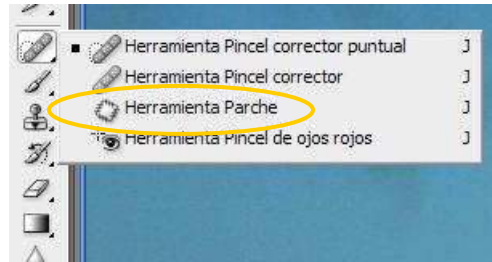 Herramienta Pincel corrector puntual J
Herramienta Pincel corrector J
Herramienta Parche J
Herramienta Pincel de ojos rojos J